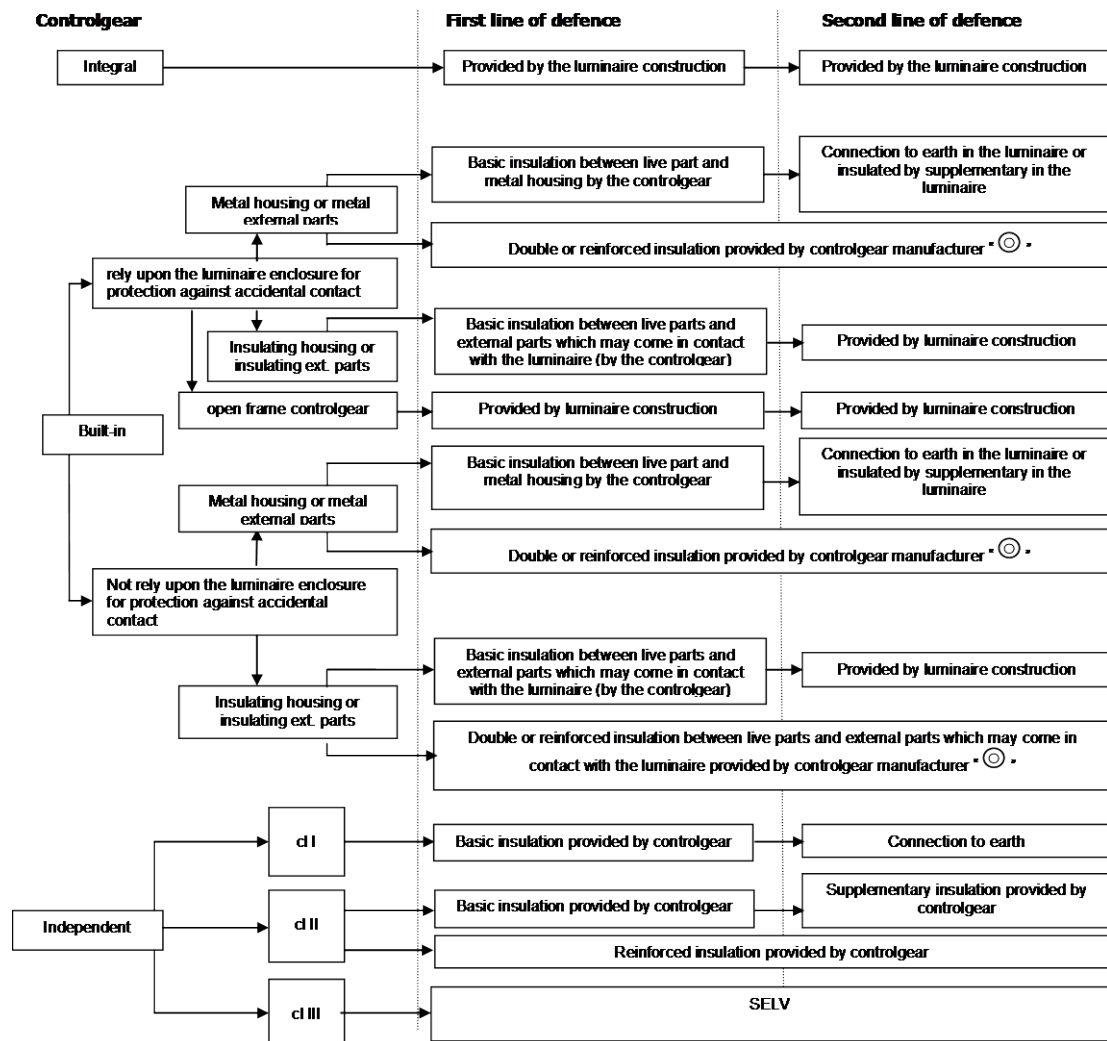 Controlgear
First line of defence
Second line of defence
Integral
Provided by the luminaire construction
Provided by the luminaire construction
Basic insulation between live part and
metal housing by the controlgear
Connection to earth in the luminaire or
insulated by supplementary in the
luminaire
Metal housing or metal
external parts
Double or reinforced insulation provided by controlgear manufacturer " "
rely upon the luminaire enclosure for
protection against accidental contact
Basic insulation between live parts and
external parts which may come in contact
with the luminaire (by the controlgear)
Provided by luminaire construction
Insulating housing or
insulating ext. parts
open frame controlgear
Provided by luminaire construction
Provided by luminaire construction
Built-in
Basic insulation between live part and
metal housing by the controlgear
Connection to earth in the luminaire or
insulated by supplementary in the
luminaire
Metal housing or metal
external parts
Double or reinforced insulation provided by controlgear manufacturer " "
Not rely upon the luminaire enclosure
for protection against accidental
contact
Basic insulation between live parts and
external parts which may come in contact
with the luminaire (by the controlgear)
Provided by luminaire construction
Insulating housing or
insulating ext. parts
Double or reinforced insulation between live parts and external parts which may come in
contact with the luminaire provided by controlgear manufacturer " "
cl I
Basic insulation provided by controlgear
Connection to earth
Independent
cl II
Basic insulation provided by controlgear
Supplementary insulation provided by
controlgear
Reinforced insulation provided by controlgear
cl III
SELV